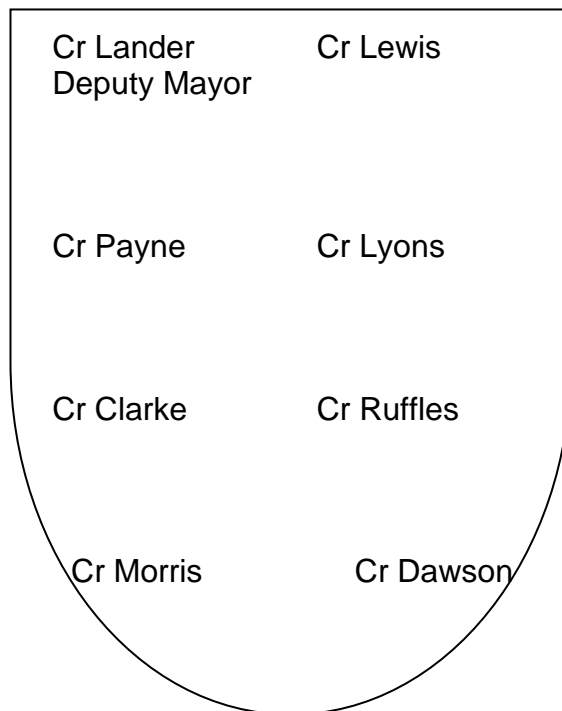 Cr Lander Cr Lewis
Deputy Mayor
Cr Payne Cr Lyons
Cr Clarke Cr Ruffles
Cr Morris Cr Dawson